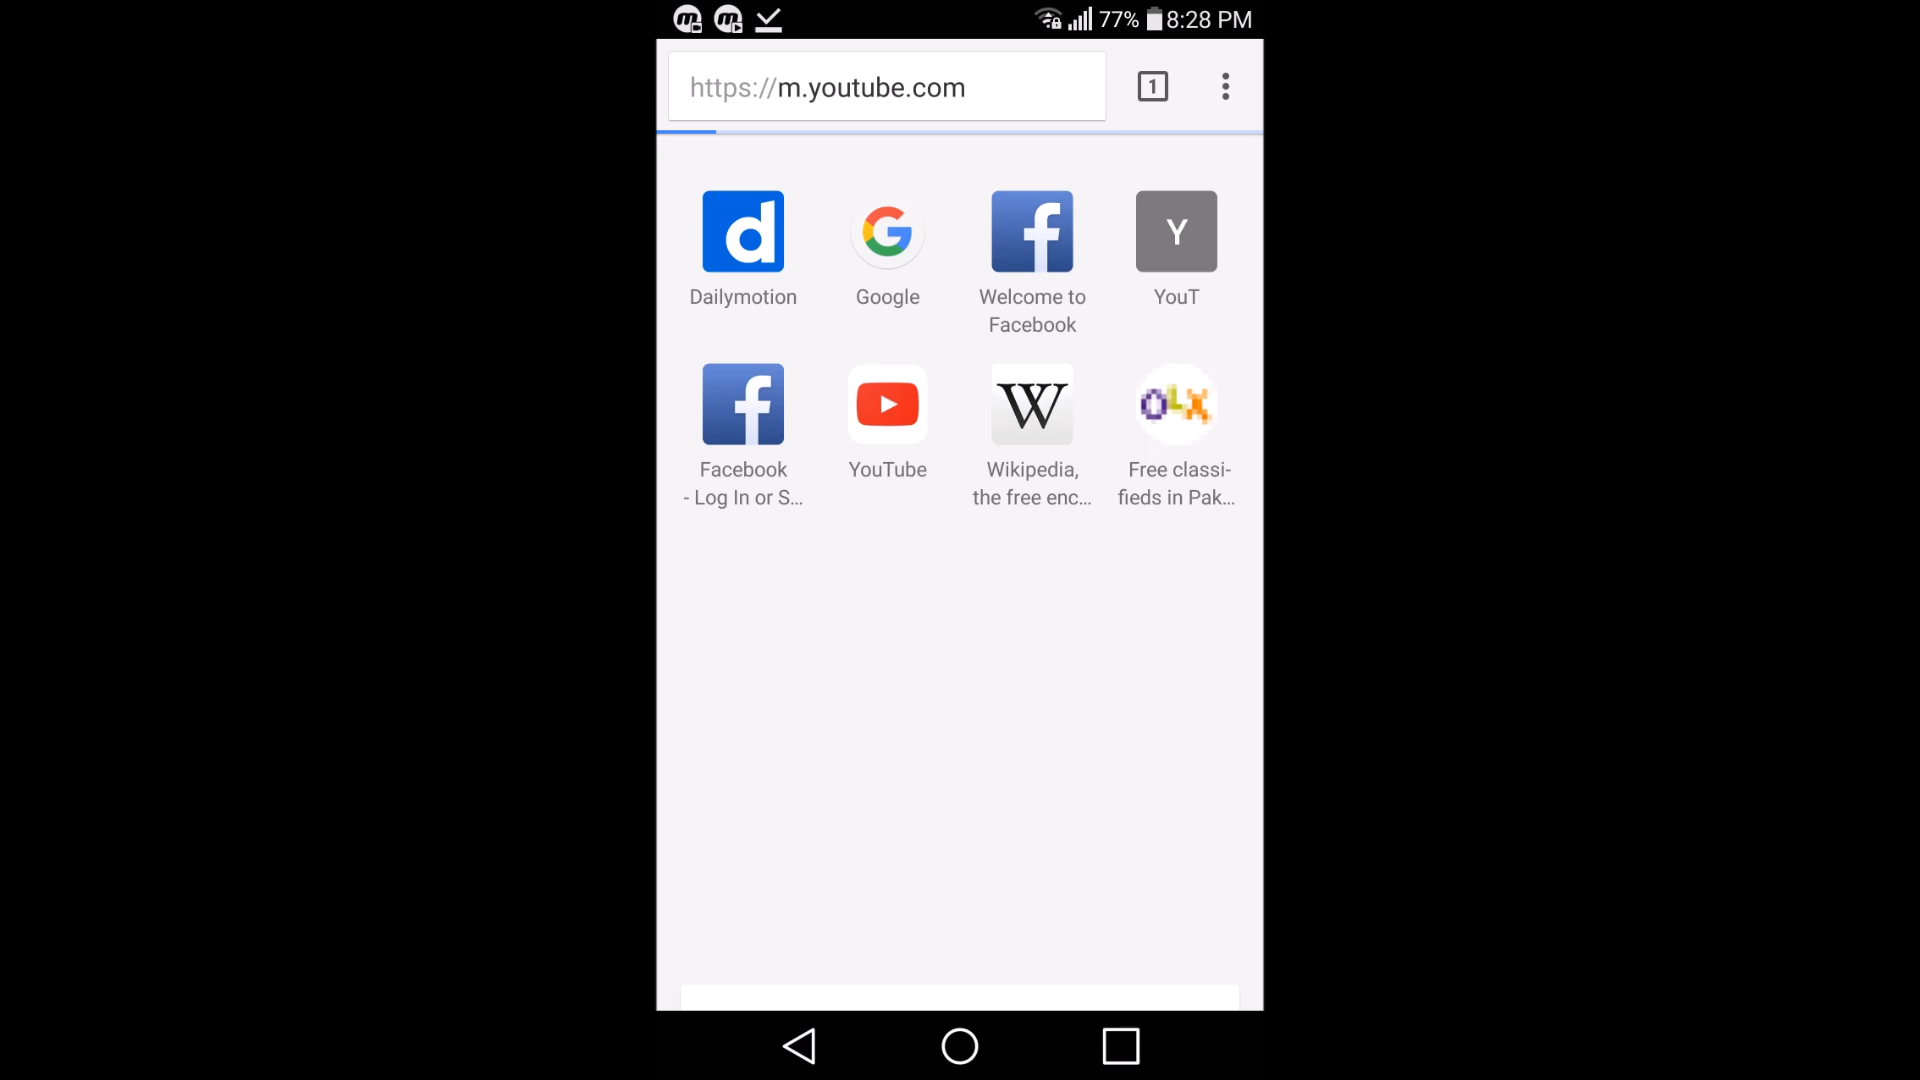 77% 8:28 PM
https://m.youtube.com
1
d
G
f
Y
Dailymotion
Google
Welcome to
Facebook
YouT
f
W
OLX
Facebook
- Log In or S...
YouTube
Wikipedia,
the free enc...
Free classi-
fieds in Pak...